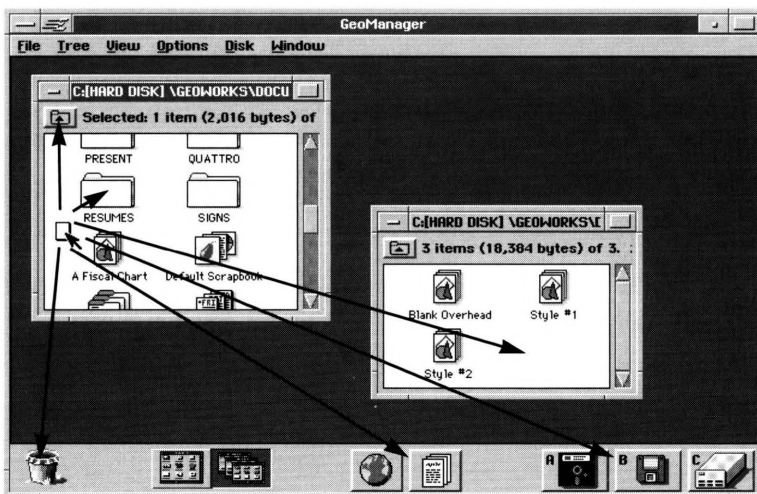 GeoManager
File Tree View Options Disk Window
C:[HARD DISK] \GEOWORKS\DOCU
Selected: 1 item (2,016 bytes) of
PRESENT QUATTRO
RESUMES SIGNS
A Fiscal Chart Default Scrapbook
FRI
C:[HARD DISK] \GEOWORKS\
3 items (18,384 bytes) of 3.
Blank Overhead Style #1
Style #2
A B C